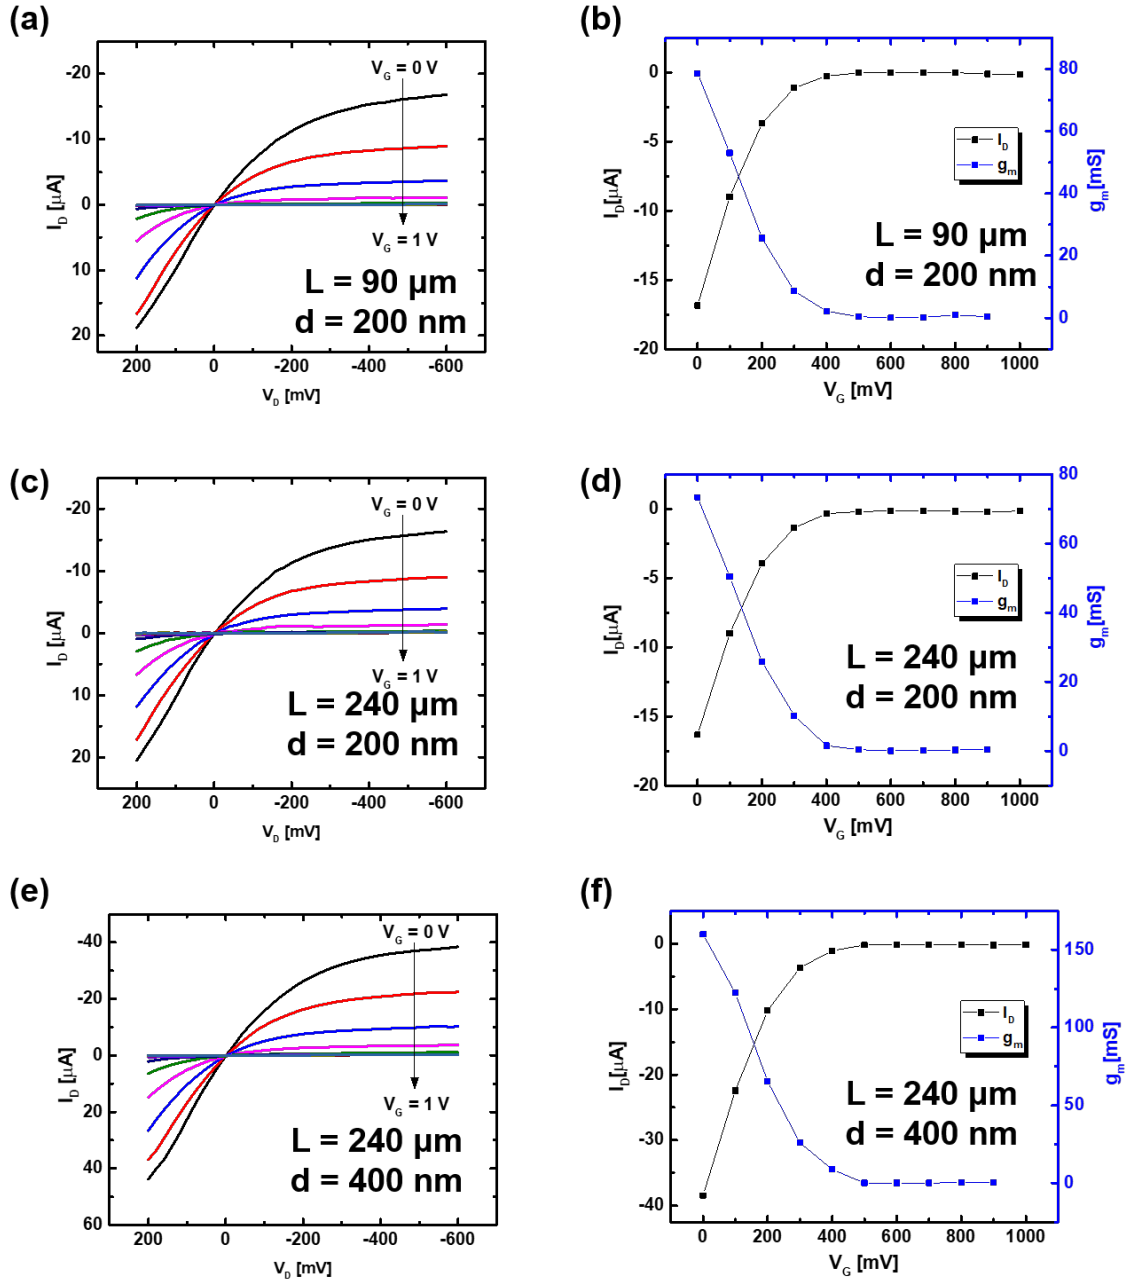 (a)
-20
-10
0
10
20
I_D [µA]
V_G = 0 V
V_G = 1 V
L = 90 µm
d = 200 nm
200 0 -200 -400 -600
V_D [mV]
(b)
0
-5
-10
-15
-20
I_D[µA]
80
60
40
20
0
g_m[mS]
I_D
g_m
L = 90 µm
d = 200 nm
0 200 400 600 800 1000
V_G [mV]
(c)
-20
-10
0
10
20
I_D [µA]
V_G = 0 V
V_G = 1 V
L = 240 µm
d = 200 nm
200 0 -200 -400 -600
V_D [mV]
(d)
0
-5
-10
-15
-20
I_D[µA]
80
60
40
20
0
g_m[mS]
I_D
g_m
L = 240 µm
d = 200 nm
0 200 400 600 800 1000
V_G [mV]
(e)
-40
-20
0
20
40
60
I_D [µA]
V_G = 0 V
V_G = 1 V
L = 240 µm
d = 400 nm
200 0 -200 -400 -600
V_D [mV]
(f)
0
-10
-20
-30
-40
I_D[µA]
150
100
50
0
g_m[mS]
I_D
g_m
L = 240 µm
d = 400 nm
0 200 400 600 800 1000
V_G [mV]